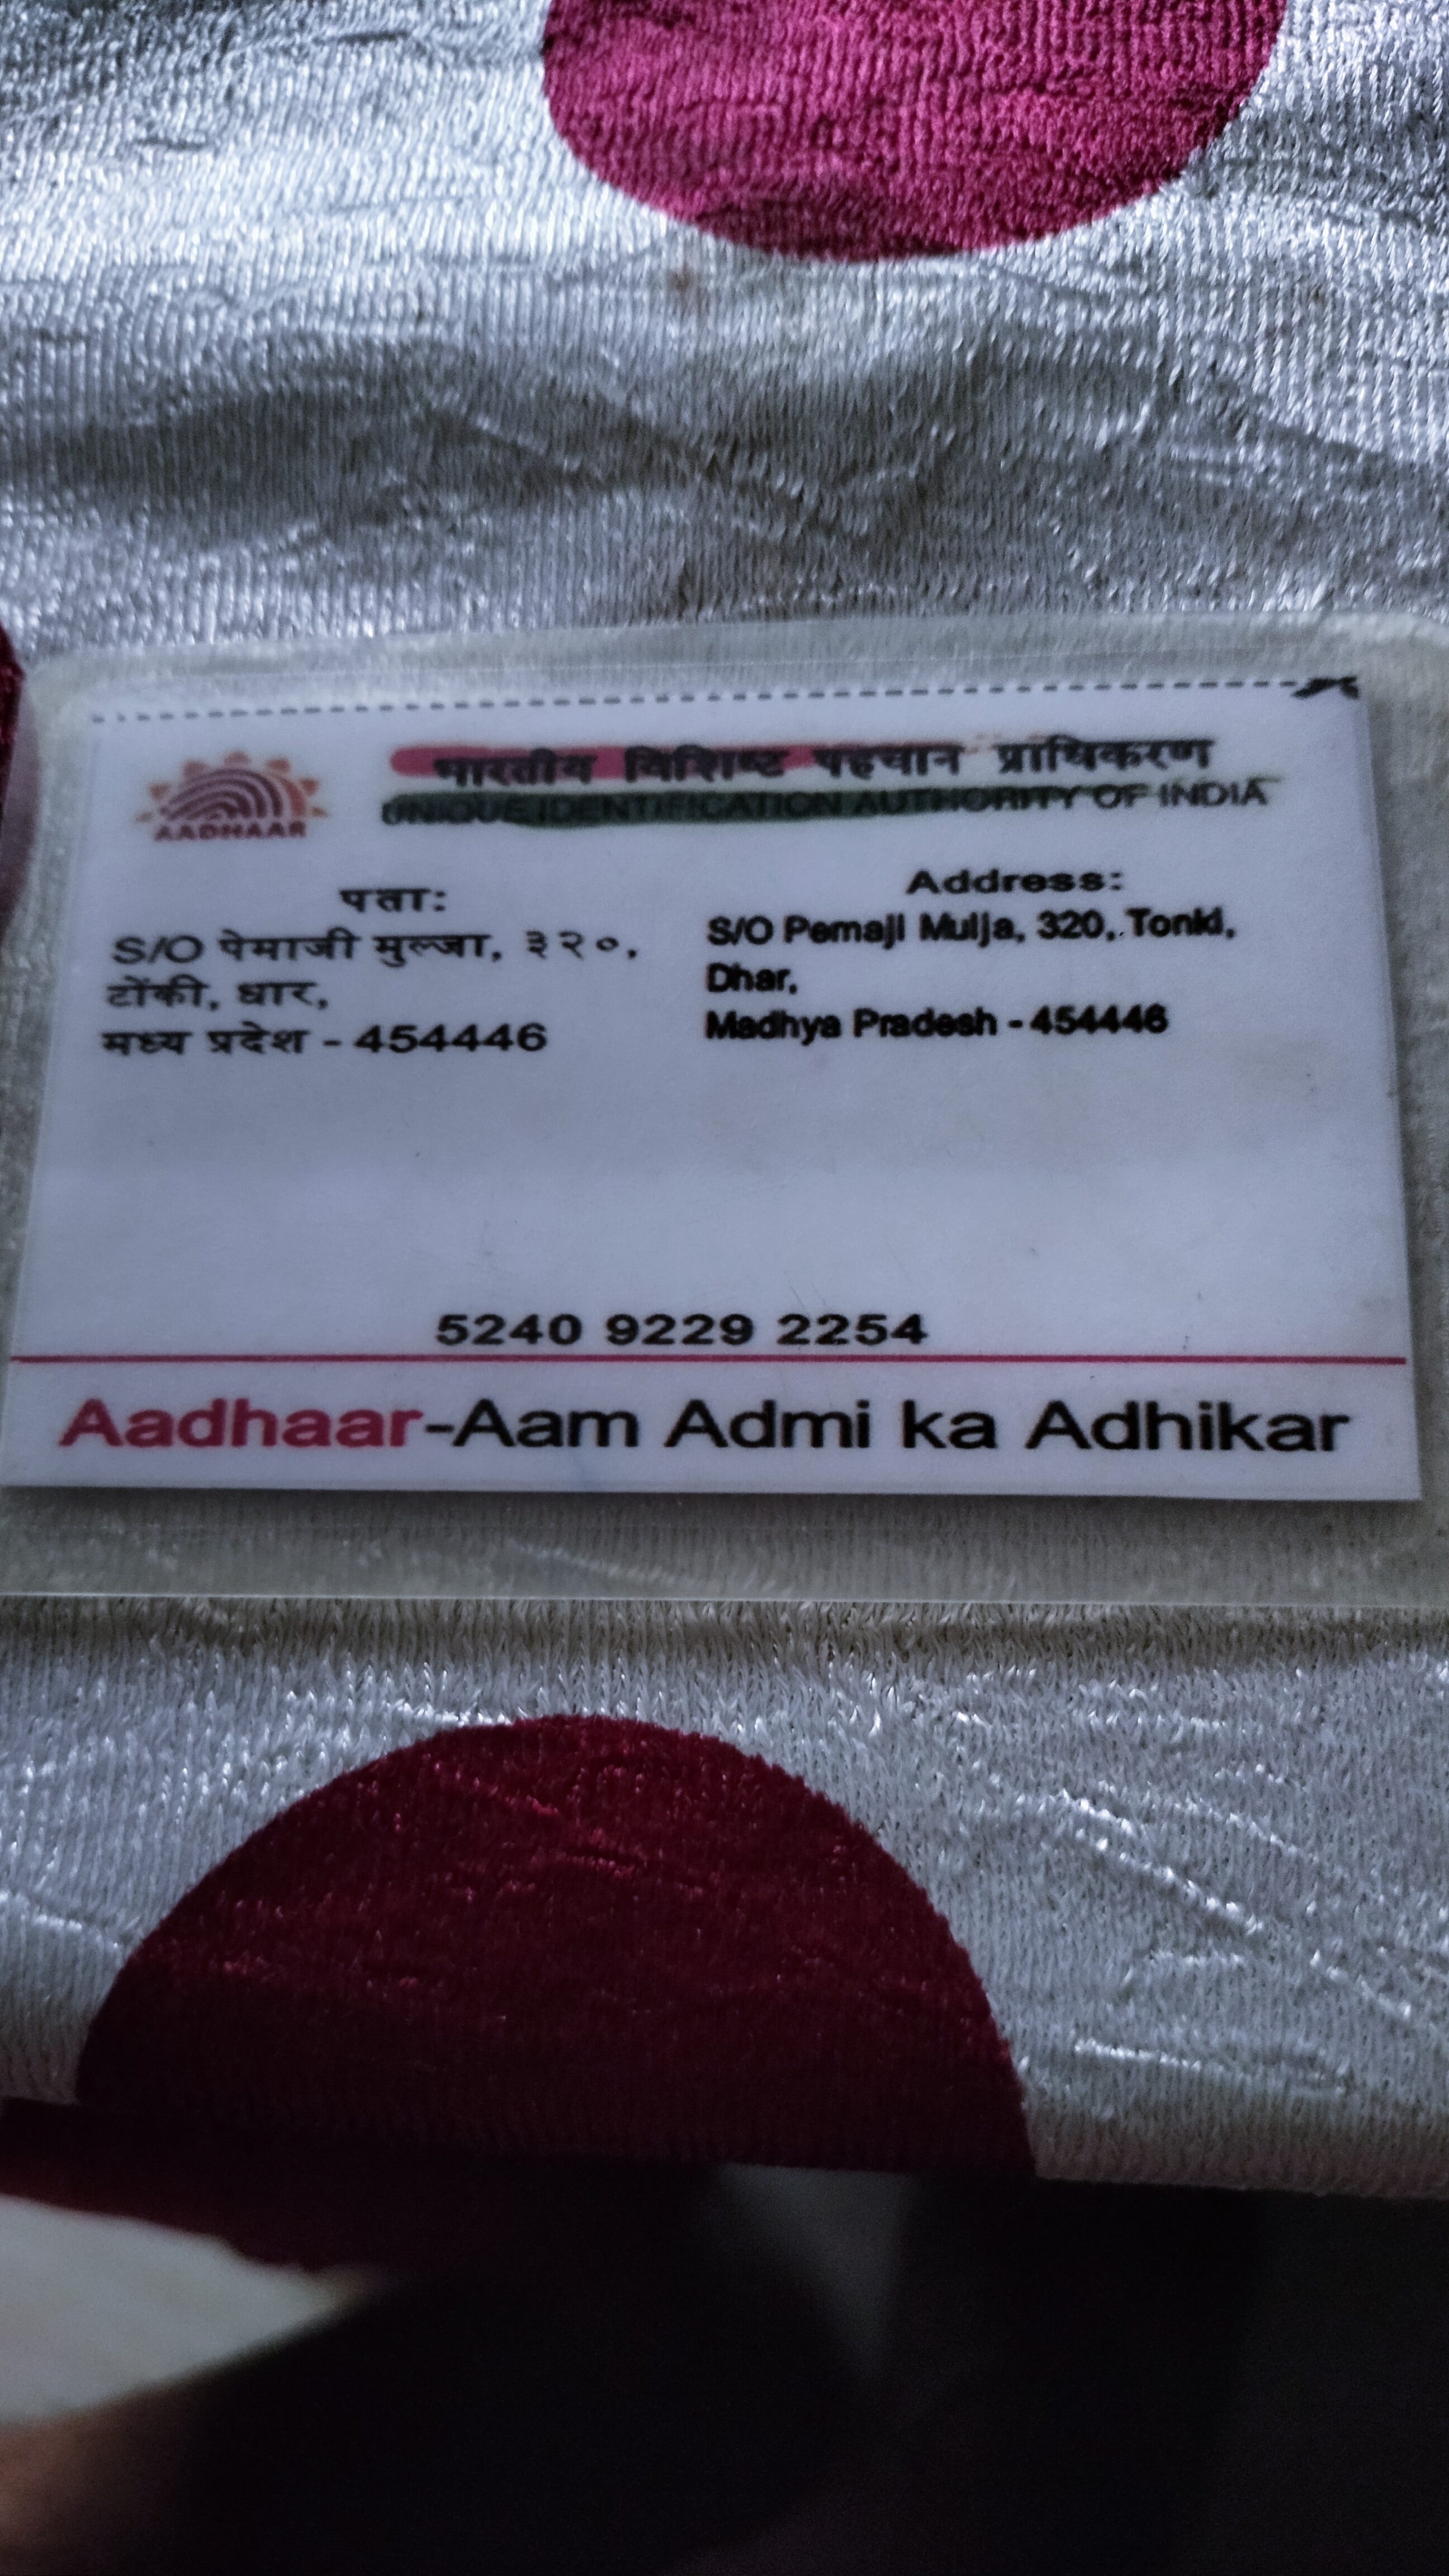 भारतीय विशिष्ट पहचान प्राधिकरण
UNIQUE IDENTIFICATION AUTHORITY OF INDIA
AADHAAR
पता:
S/O पेमाजी मुल्जा, ३२०,
टोंकी, धार,
मध्य प्रदेश - 454446
Address:
S/O Pemaji Mulja, 320, Tonki,
Dhar,
Madhya Pradesh - 454446
5240 9229 2254
Aadhaar-Aam Admi ka Adhikar